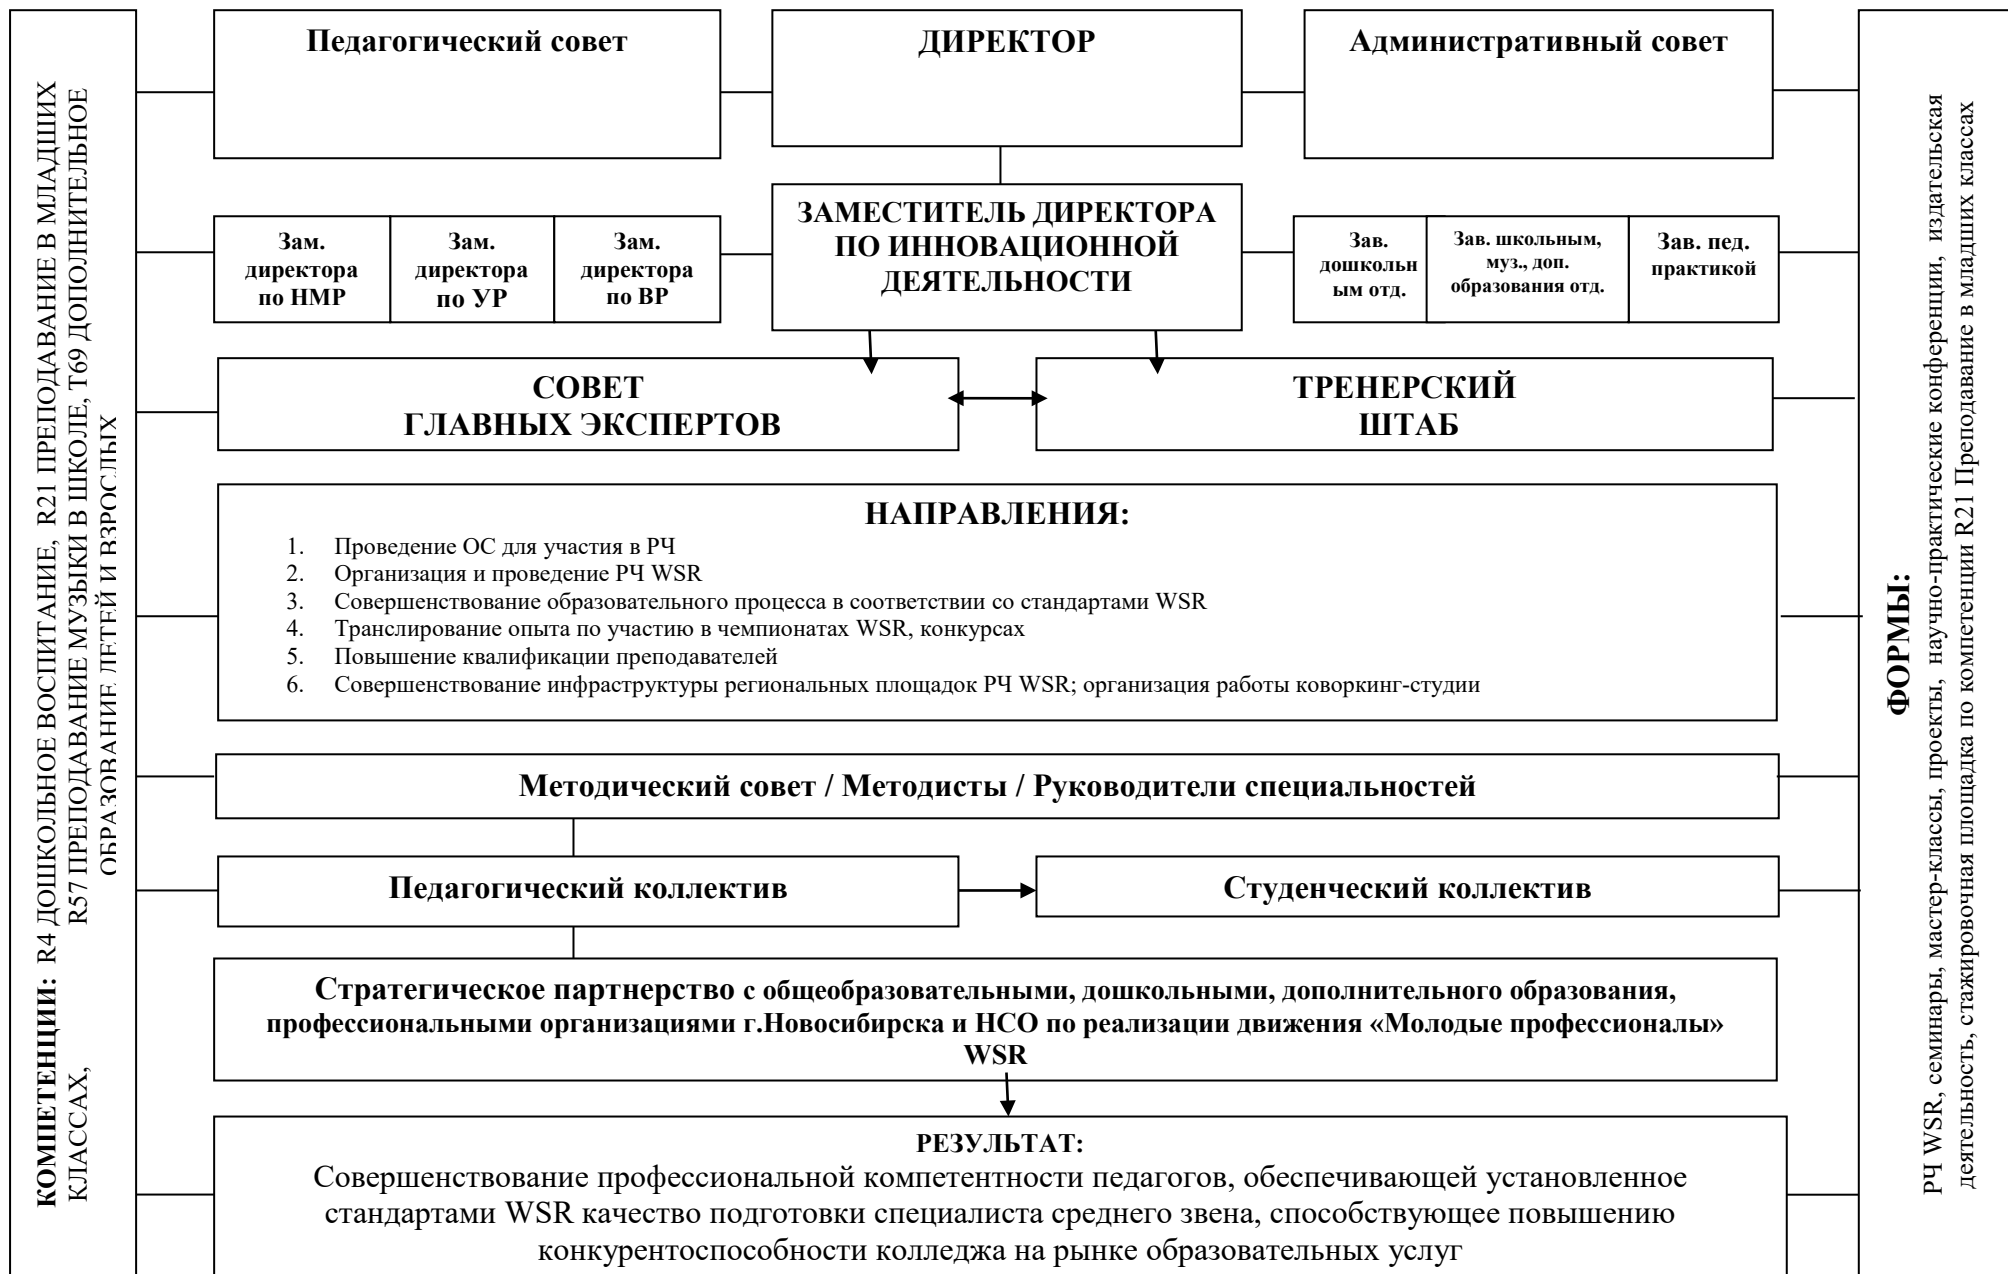 КОМПЕТЕНЦИИ: R4 ДОШКОЛЬНОЕ ВОСПИТАНИЕ, R21 ПРЕПОДАВАНИЕ В МЛАДШИХ
КЛАССАХ, R57 ПРЕПОДАВАНИЕ МУЗЫКИ В ШКОЛЕ, Т69 ДОПОЛНИТЕЛЬНОЕ
ОБРАЗОВАНИЕ ДЕТЕЙ И ВЗРОСЛЫХ
Педагогический совет
ДИРЕКТОР
Административный совет
Зам.
директора
по НМР
Зам.
директора
по УР
Зам.
директора
по ВР
ЗАМЕСТИТЕЛЬ ДИРЕКТОРА
ПО ИННОВАЦИОННОЙ
ДЕЯТЕЛЬНОСТИ
Зав.
дошкольн
ым отд.
Зав. школьным,
муз., доп.
образования отд.
Зав. пед.
практикой
СОВЕТ
ГЛАВНЫХ ЭКСПЕРТОВ
ТРЕНЕРСКИЙ
ШТАБ
НАПРАВЛЕНИЯ:
1. Проведение ОС для участия в РЧ
2. Организация и проведение РЧ WSR
3. Совершенствование образовательного процесса в соответствии со стандартами WSR
4. Транслирование опыта по участию в чемпионатах WSR, конкурсах
5. Повышение квалификации преподавателей
6. Совершенствование инфраструктуры региональных площадок РЧ WSR; организация работы коворкинг-студии
Методический совет / Методисты / Руководители специальностей
Педагогический коллектив
Студенческий коллектив
Стратегическое партнерство с общеобразовательными, дошкольными, дополнительного образования,
профессиональными организациями г.Новосибирска и НСО по реализации движения «Молодые профессионалы»
WSR
РЕЗУЛЬТАТ:
Совершенствование профессиональной компетентности педагогов, обеспечивающей установленное
стандартами WSR качество подготовки специалиста среднего звена, способствующее повышению
конкурентоспособности колледжа на рынке образовательных услуг
ФОРМЫ:
РЧ WSR, семинары, мастер-классы, проекты, научно-практические конференции, издательская
деятельность, стажировочная площадка по компетенции R21 Преподавание в младших классах